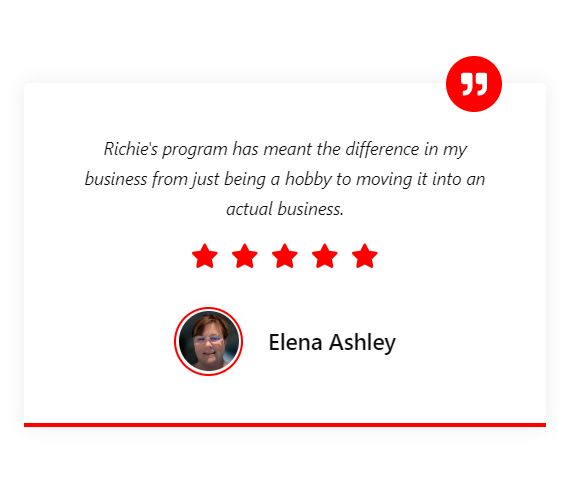 Richie's program has meant the difference in my
business from just being a hobby to moving it into an
actual business.
Elena Ashley